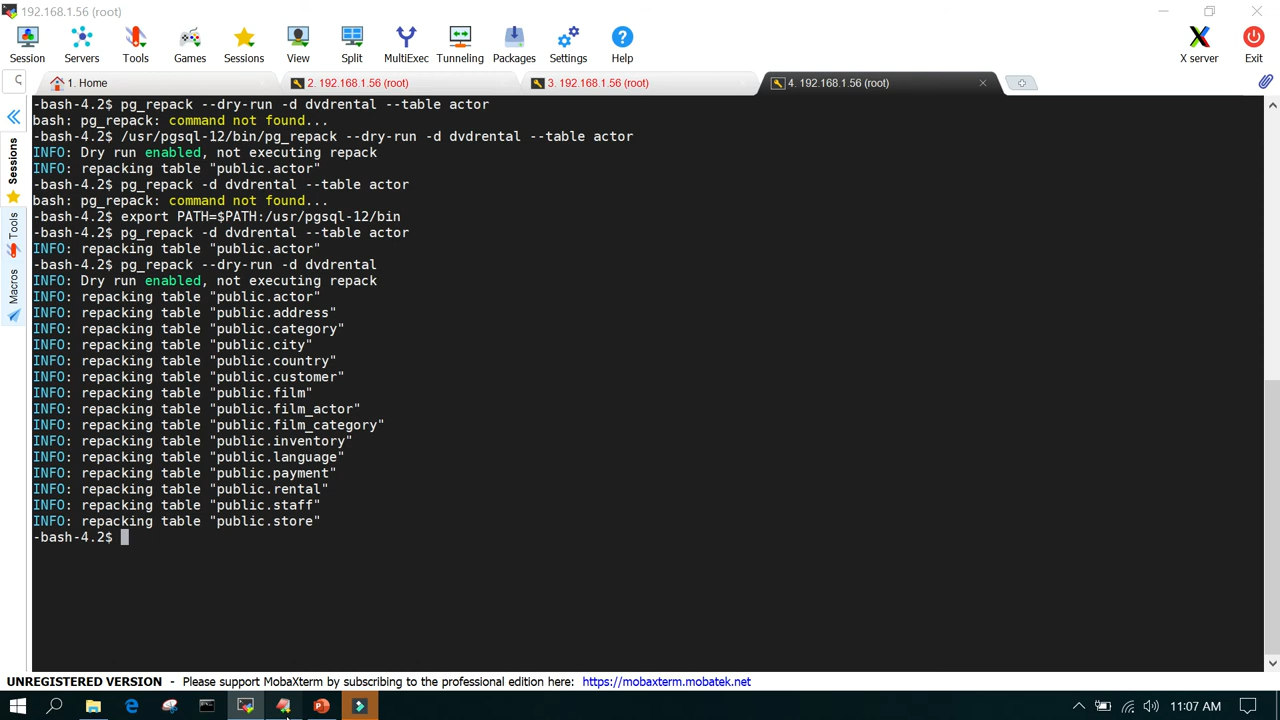 192.168.1.56 (root)
Session Servers Tools Games Sessions View Split MultiExec Tunneling Packages Settings Help X server Exit
1. Home 2. 192.168.1.56 (root) 3. 192.168.1.56 (root) 4. 192.168.1.56 (root)
Sessions
Tools
Macros
-bash-4.2$ pg_repack --dry-run -d dvdrental --table actor
bash: pg_repack: command not found...
-bash-4.2$ /usr/pgsql-12/bin/pg_repack --dry-run -d dvdrental --table actor
INFO: Dry run enabled, not executing repack
INFO: repacking table "public.actor"
-bash-4.2$ pg_repack -d dvdrental --table actor
bash: pg_repack: command not found...
-bash-4.2$ export PATH=$PATH:/usr/pgsql-12/bin
-bash-4.2$ pg_repack -d dvdrental --table actor
INFO: repacking table "public.actor"
-bash-4.2$ pg_repack --dry-run -d dvdrental
INFO: Dry run enabled, not executing repack
INFO: repacking table "public.actor"
INFO: repacking table "public.address"
INFO: repacking table "public.category"
INFO: repacking table "public.city"
INFO: repacking table "public.country"
INFO: repacking table "public.customer"
INFO: repacking table "public.film"
INFO: repacking table "public.film_actor"
INFO: repacking table "public.film_category"
INFO: repacking table "public.inventory"
INFO: repacking table "public.language"
INFO: repacking table "public.payment"
INFO: repacking table "public.rental"
INFO: repacking table "public.staff"
INFO: repacking table "public.store"
-bash-4.2$
UNREGISTERED VERSION - Please support MobaXterm by subscribing to the professional edition here: https://mobaxterm.mobatek.net
11:07 AM